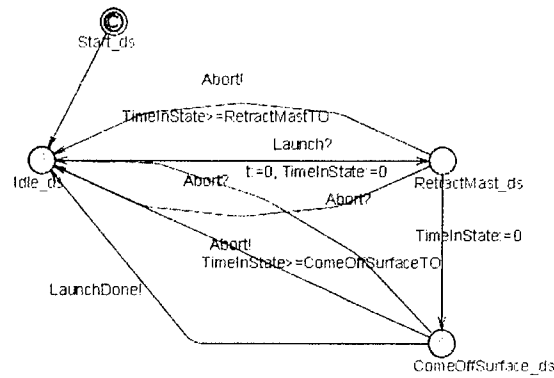 Start_ds
Abort!
TimeInState>=RetractMastTO
Launch?
t:=0, TimeInState:=0
Idle_ds
Abort?
RetractMast_ds
Abort?
TimeInState:=0
Abort!
TimeInState>=ComeOffSurfaceTO
LaunchDone!
ComeOffSurface_ds